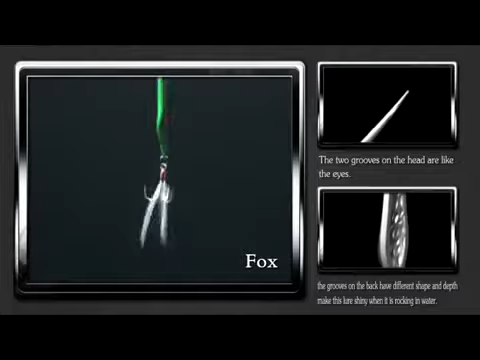 Fox
The two grooves on the head are like
the eyes.
the grooves on the back have different shape and depth
make this lure shiny when it is rocking in water.